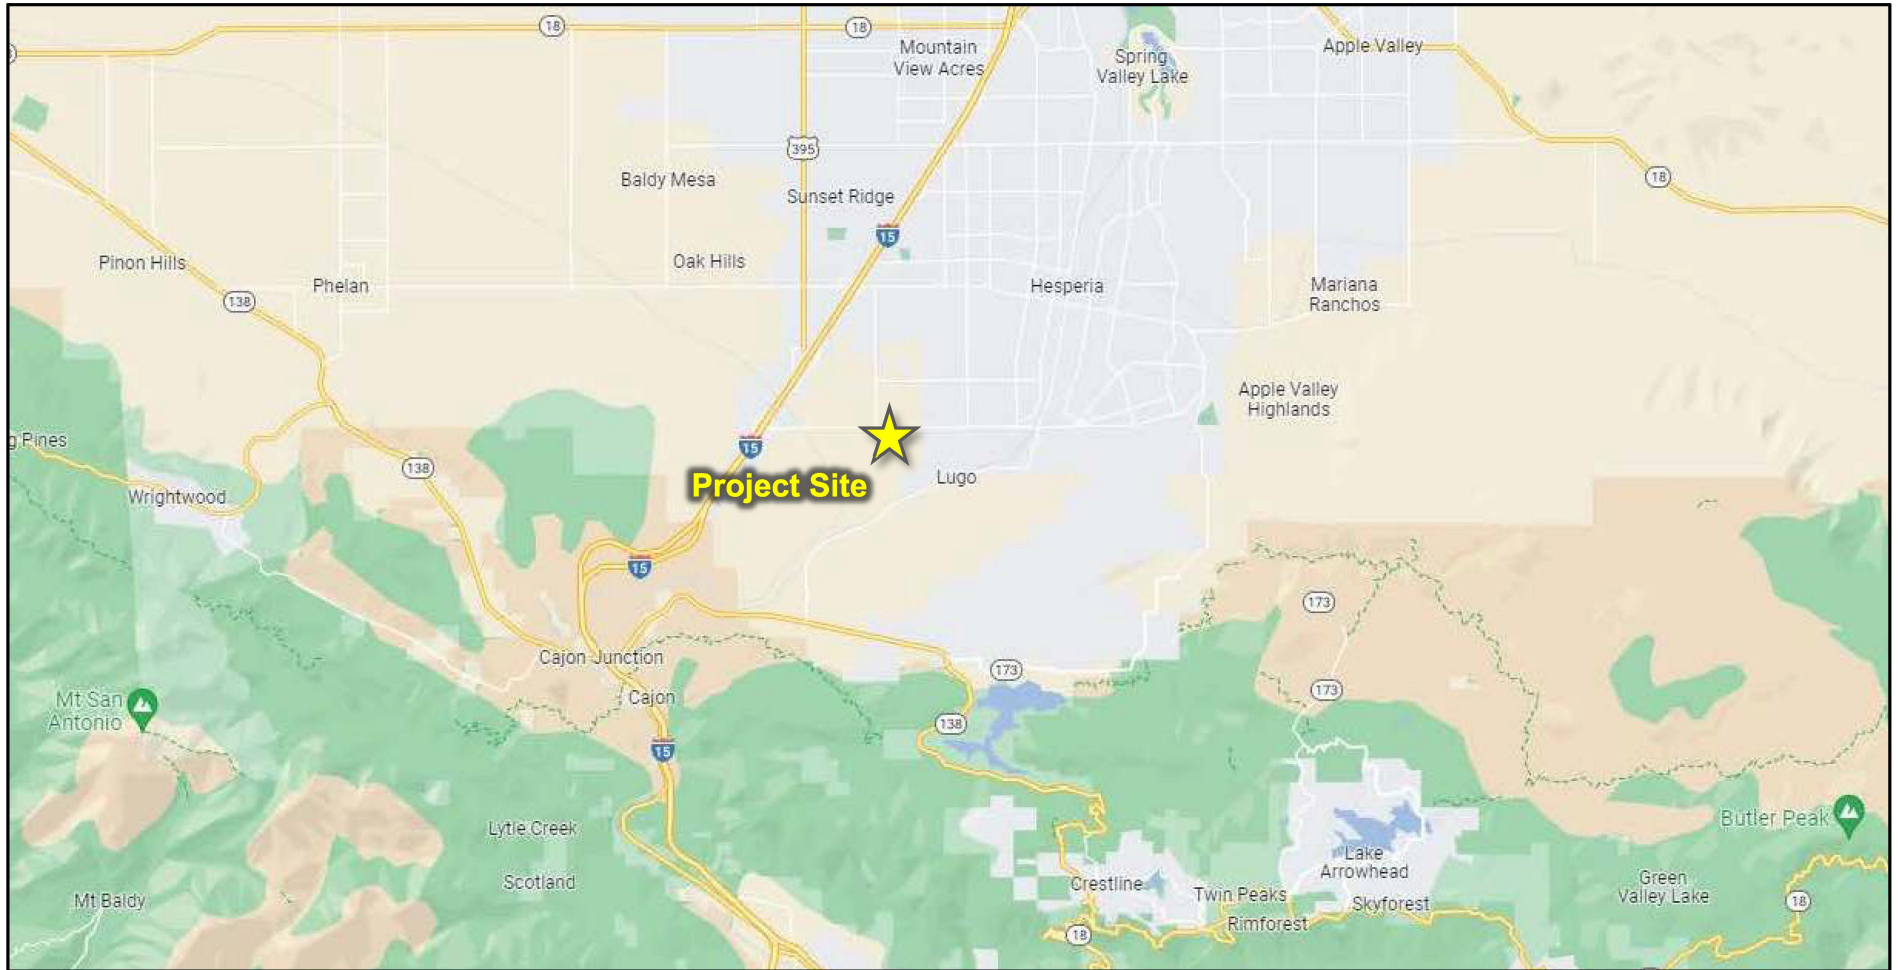 18
18
Mountain
View Acres
Spring
Valley Lake
Apple Valley
395
18
Baldy Mesa
Sunset Ridge
15
Pinon Hills
Oak Hills
Phelan
138
Hesperia
Mariana
Ranchos
Apple Valley
Highlands
g Pines
15
138
Project Site
Lugo
Wrightwood
15
173
Cajon Junction
173
173
Cajon
Mt San
Antonio
138
15
Butler Peak
Lytle Creek
Lake
Arrowhead
Scotland
Crestline
Twin Peaks
Green
Valley Lake
Mt Baldy
Skyforest
18
Rimforest
18